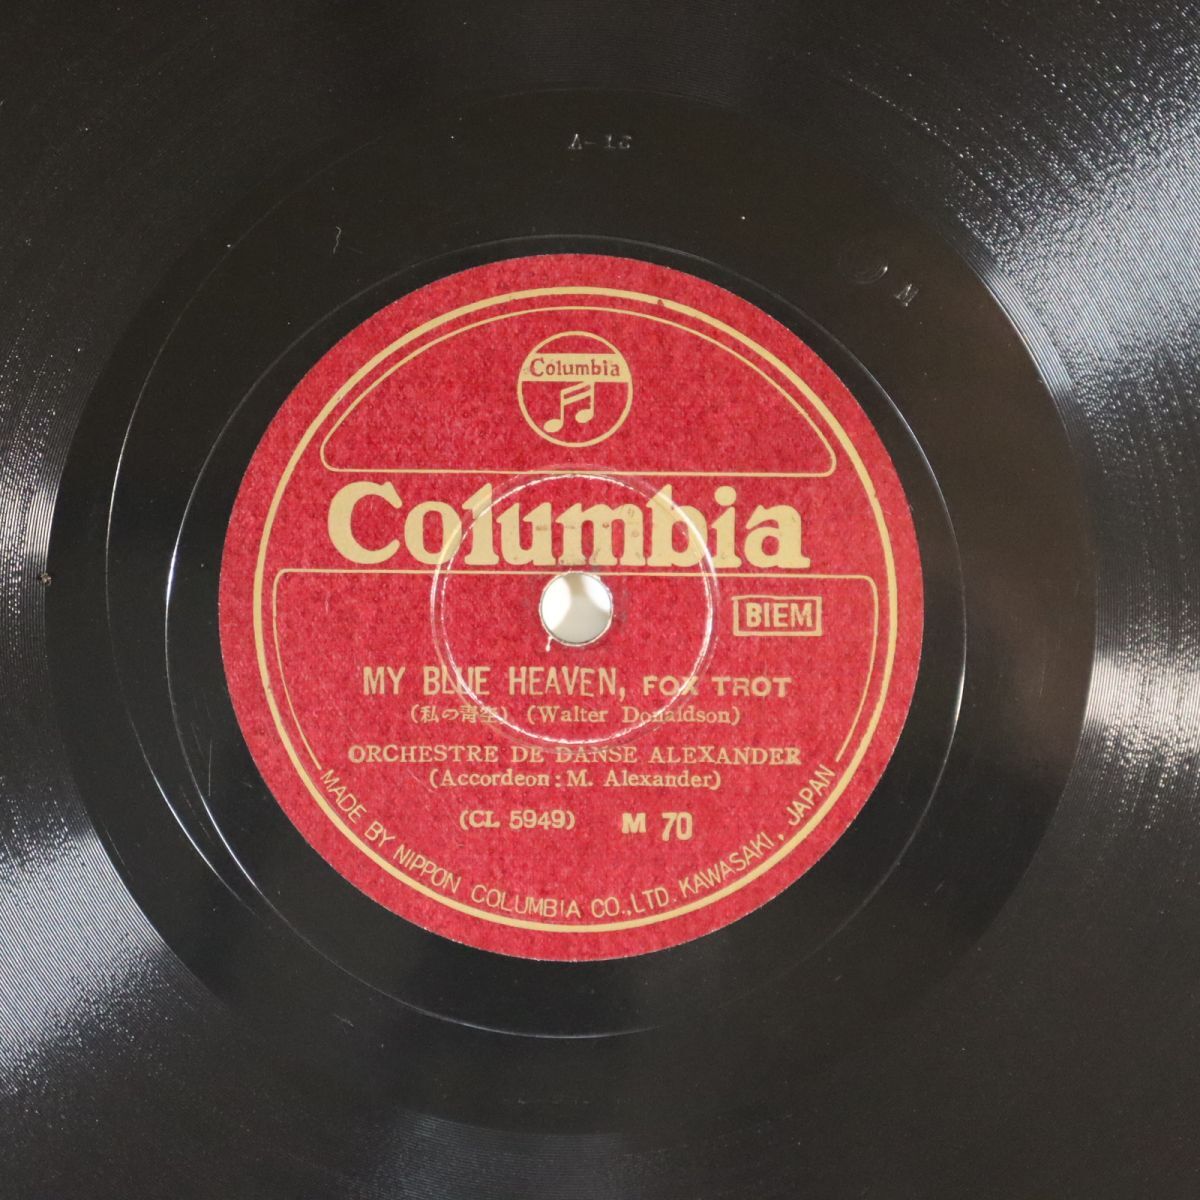 A-13
M
Columbia
Columbia
BIEM
MY BLUE HEAVEN, FOX TROT
(私の青空) (Walter Donaldson)
ORCHESTRE DE DANSE ALEXANDER
(Accordeon: M. Alexander)
(CL 5949) M 70
MADE BY NIPPON COLUMBIA CO., LTD. KAWASAKI, JAPAN